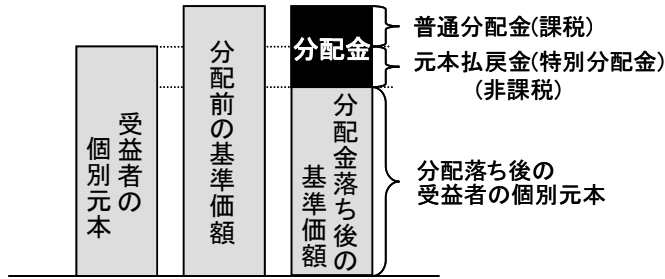 受益者の
個別元本
分配前の基準価額
分配金
分配金落ち後の
基準価額
普通分配金(課税)
元本払戻金(特別分配金)
(非課税)
分配落ち後の
受益者の個別元本